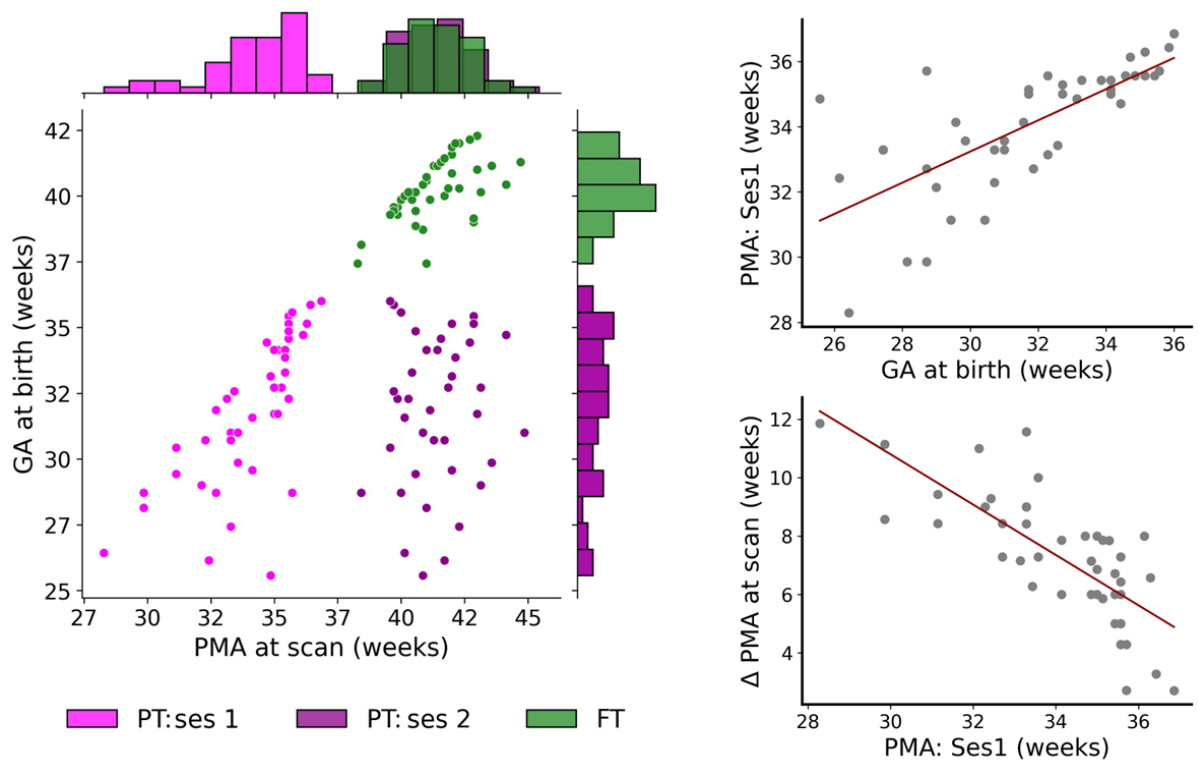 42
40
37
35
32
30
27
25
GA at birth (weeks)
27 30 32 35 37 40 42 45
PMA at scan (weeks)
PT: ses 1 PT: ses 2 FT
36
34
32
30
28
PMA: Ses1 (weeks)
26 28 30 32 34 36
GA at birth (weeks)
12
10
8
6
4
Δ PMA at scan (weeks)
28 30 32 34 36
PMA: Ses1 (weeks)